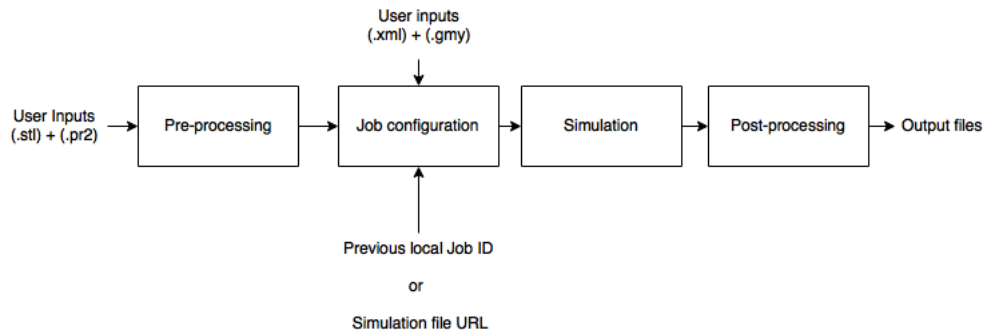 User inputs
(.xml) + (.gmy)
User Inputs
(.stl) + (.pr2)
Pre-processing
Job configuration
Simulation
Post-processing
Output files
Previous local Job ID
or
Simulation file URL